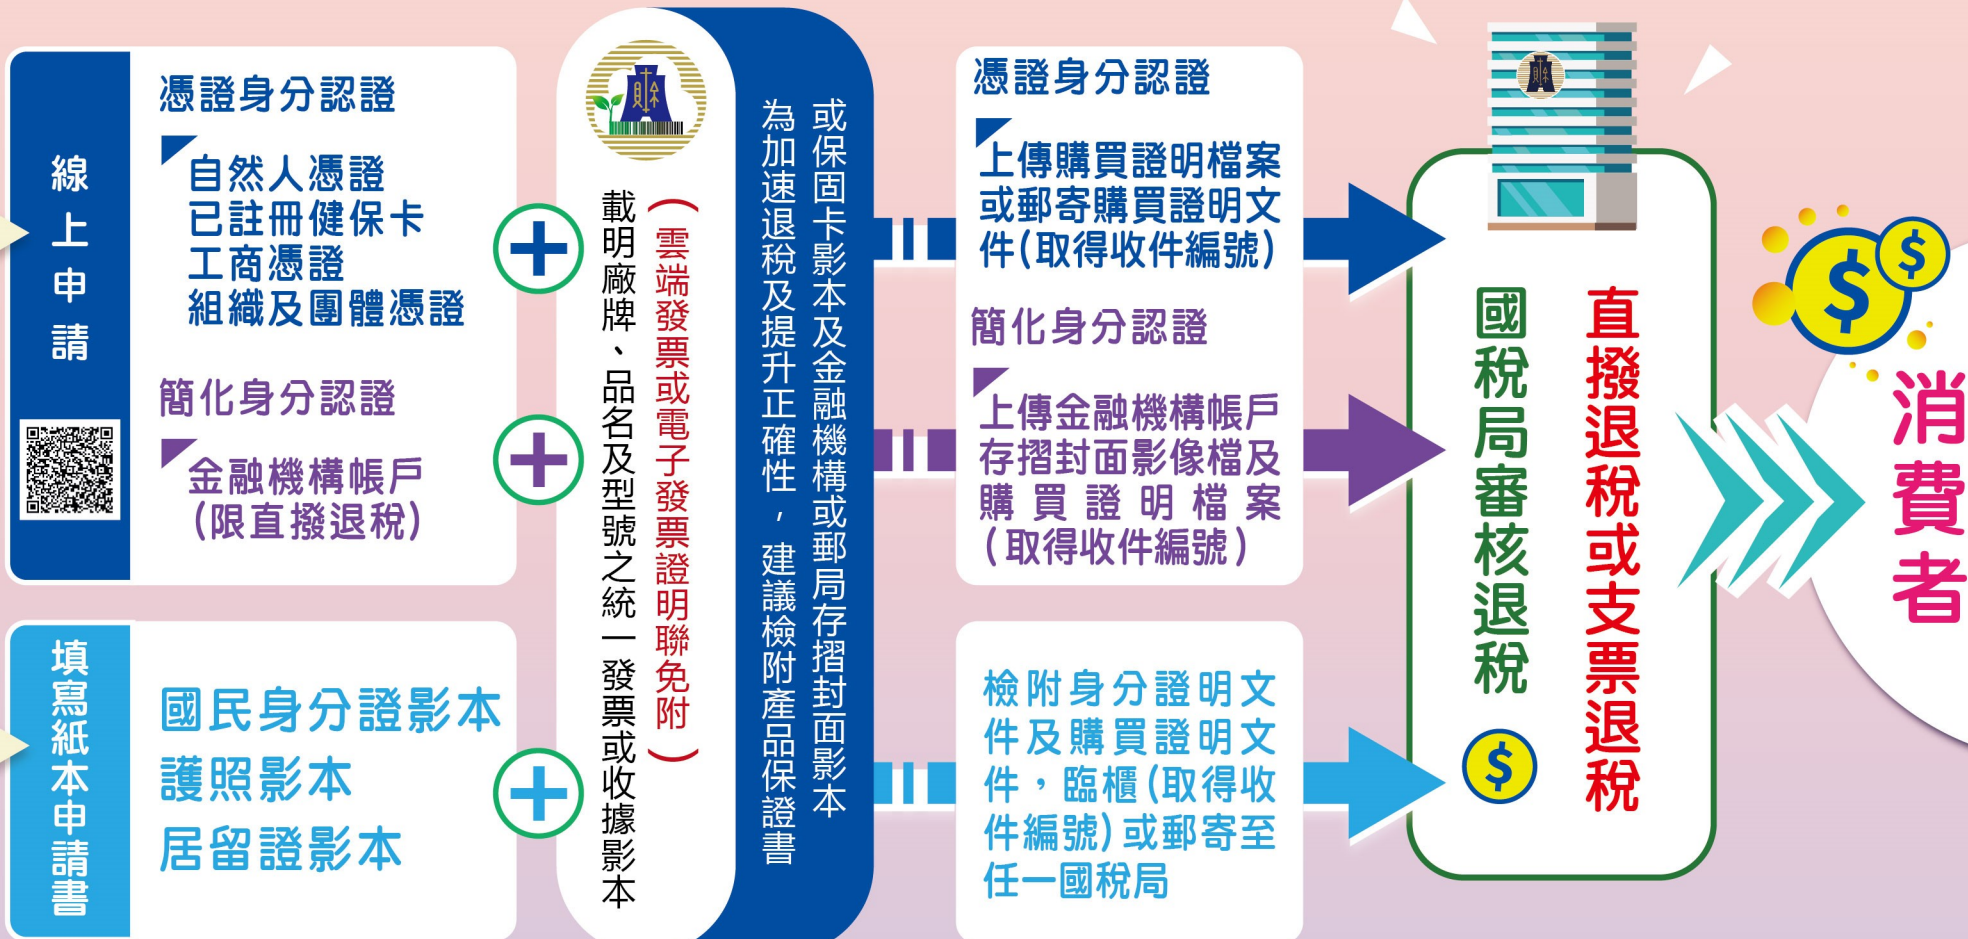 線上申請
憑證身分認證
自然人憑證
已註冊健保卡
工商憑證
組織及團體憑證
簡化身分認證
金融機構帳戶
(限直撥退稅)
填寫紙本申請書
國民身分證影本
護照影本
居留證影本
財
載明廠牌、品名及型號之統一發票或收據影本
(雲端發票或電子發票證明聯免附)
為加速退稅及提升正確性,建議檢附產品保證書
或保固卡影本及金融機構或郵局存摺封面影本
憑證身分認證
上傳購買證明檔案
或郵寄購買證明文
件(取得收件編號)
簡化身分認證
上傳金融機構帳戶
存摺封面影像檔及
購買證明檔案
(取得收件編號)
檢附身分證明文
件及購買證明文
件,臨櫃(取得收
件編號)或郵寄至
任一國稅局
國稅局審核退稅
$
直撥退稅或支票退稅
$
$
消費者